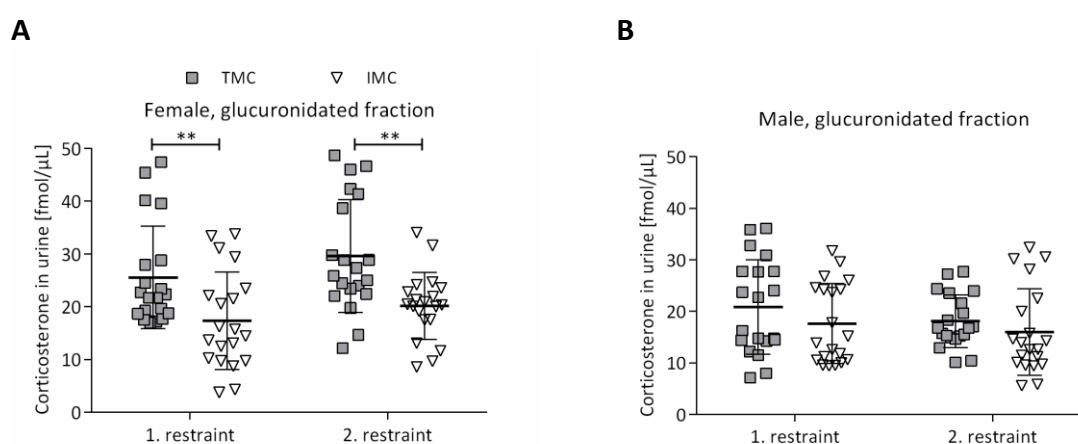 A
TMC IMC
Female, glucuronidated fraction
** **
Corticosterone in urine [fmol/µL]
50
40
30
20
10
0
1. restraint 2. restraint
B
Male, glucuronidated fraction
Corticosterone in urine [fmol/µL]
50
40
30
20
10
0
1. restraint 2. restraint